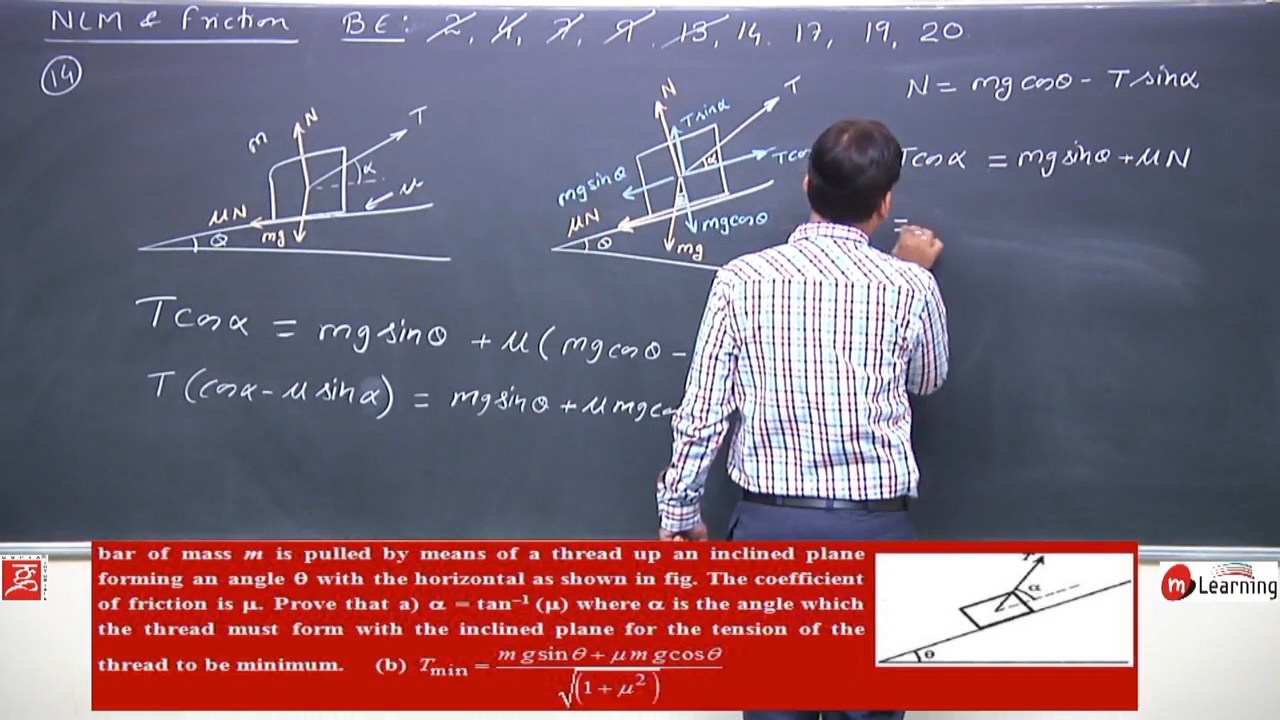 NLM & Friction BE: 2, 4, 7, 9, 13, 14. 17, 19, 20
14
N = mg cosθ - T sinα
T cosα = mg sinθ + μN
=
m
N
T
α
μ
μN
mg
θ
N
T
T sinα
α
T cos
mg sinθ
mg cosθ
μN
θ
mg
T cosα = mg sinθ + μ(mg cosθ -
T(cosα - μ sinα) = mg sinθ + μ mg
bar of mass m is pulled by means of a thread up an inclined plane
forming an angle θ with the horizontal as shown in fig. The coefficient
of friction is μ. Prove that a) α = tan⁻¹ (μ) where α is the angle which
the thread must form with the inclined plane for the tension of the
thread to be minimum. (b) Tmin = (mg sinθ + μ m g cosθ) / √(1 + μ²)
α
θ
m Learning